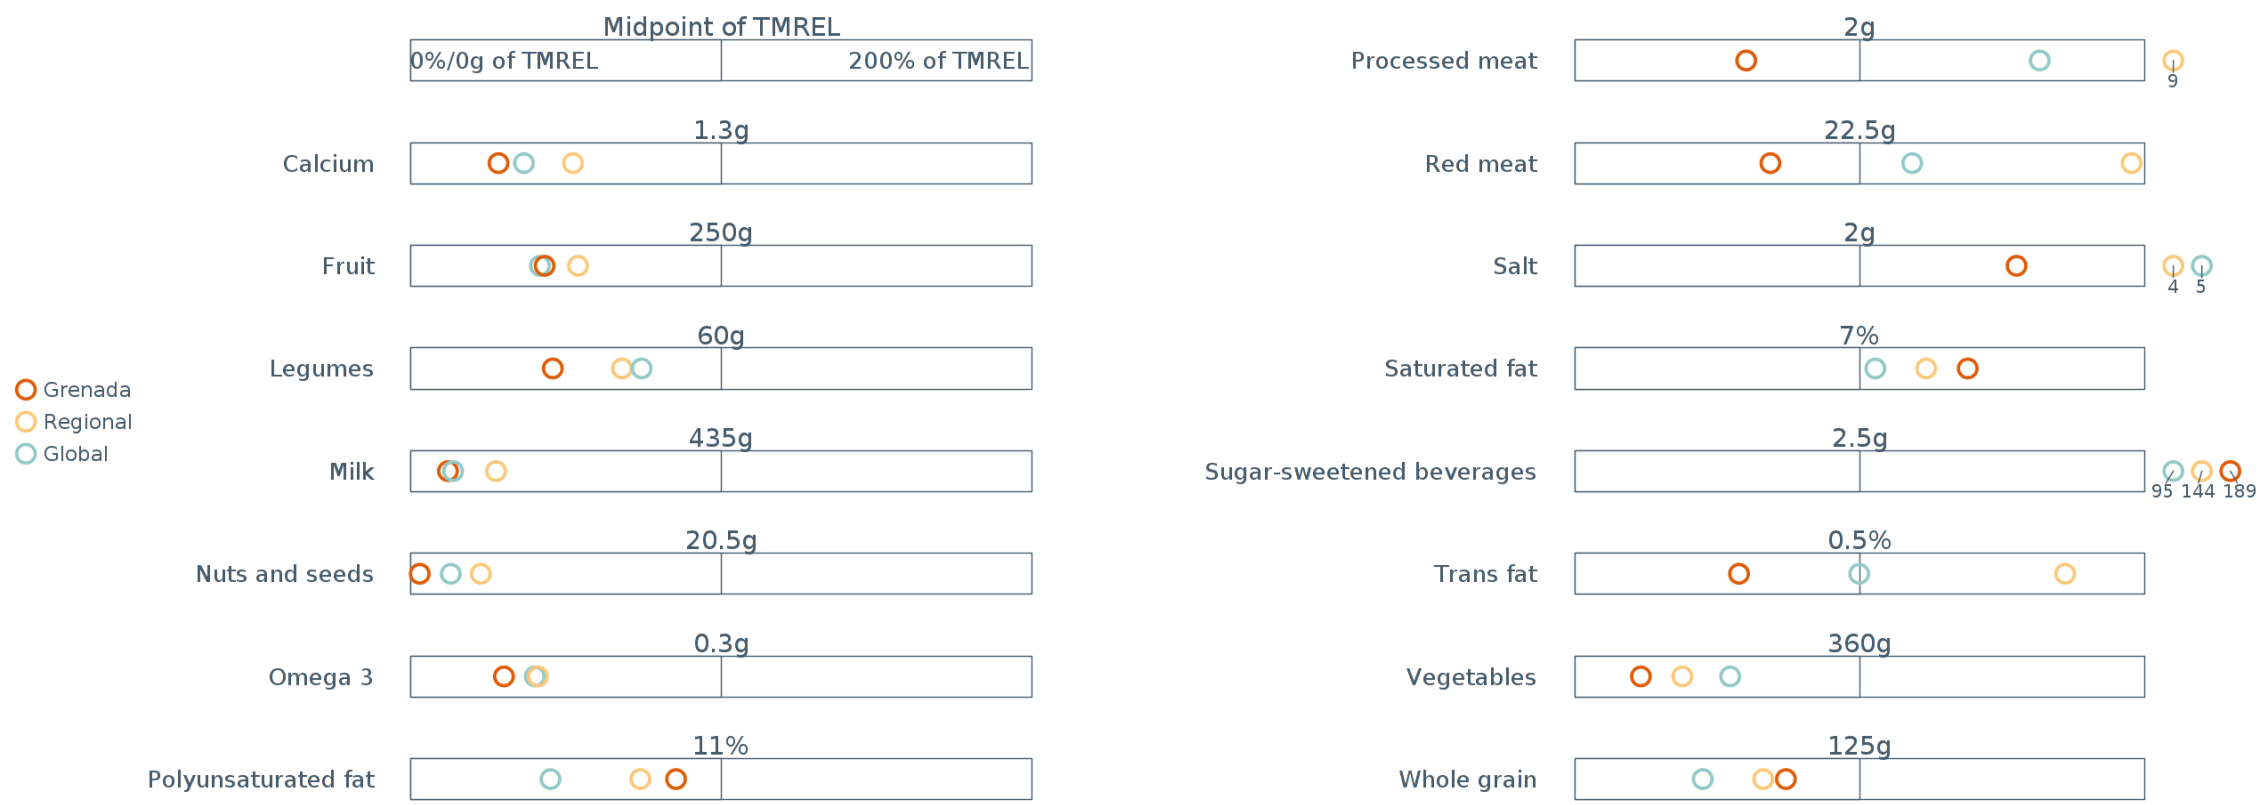 Midpoint of TMREL
0%/0g of TMREL
200% of TMREL
1.3g
Calcium
250g
Fruit
60g
Legumes
435g
Milk
20.5g
Nuts and seeds
0.3g
Omega 3
11%
Polyunsaturated fat
Grenada
Regional
Global
2g
Processed meat
9
22.5g
Red meat
2g
Salt
4
5
7%
Saturated fat
2.5g
Sugar-sweetened beverages
95
144
189
0.5%
Trans fat
360g
Vegetables
125g
Whole grain